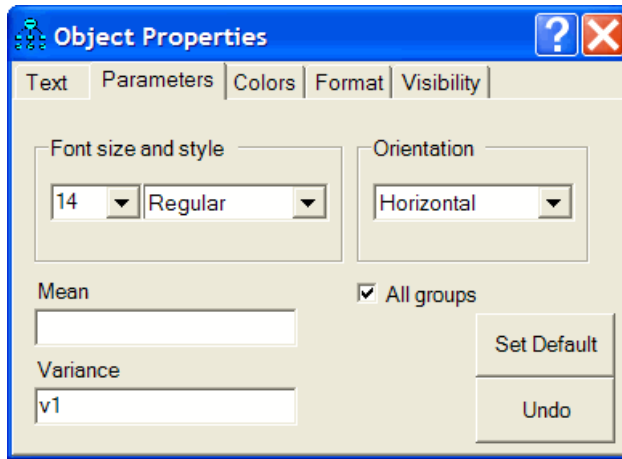 Object Properties
Text Parameters Colors Format Visibility
Font size and style Orientation
14 Regular Horizontal
Mean
All groups
Set Default
Variance
v1
Undo